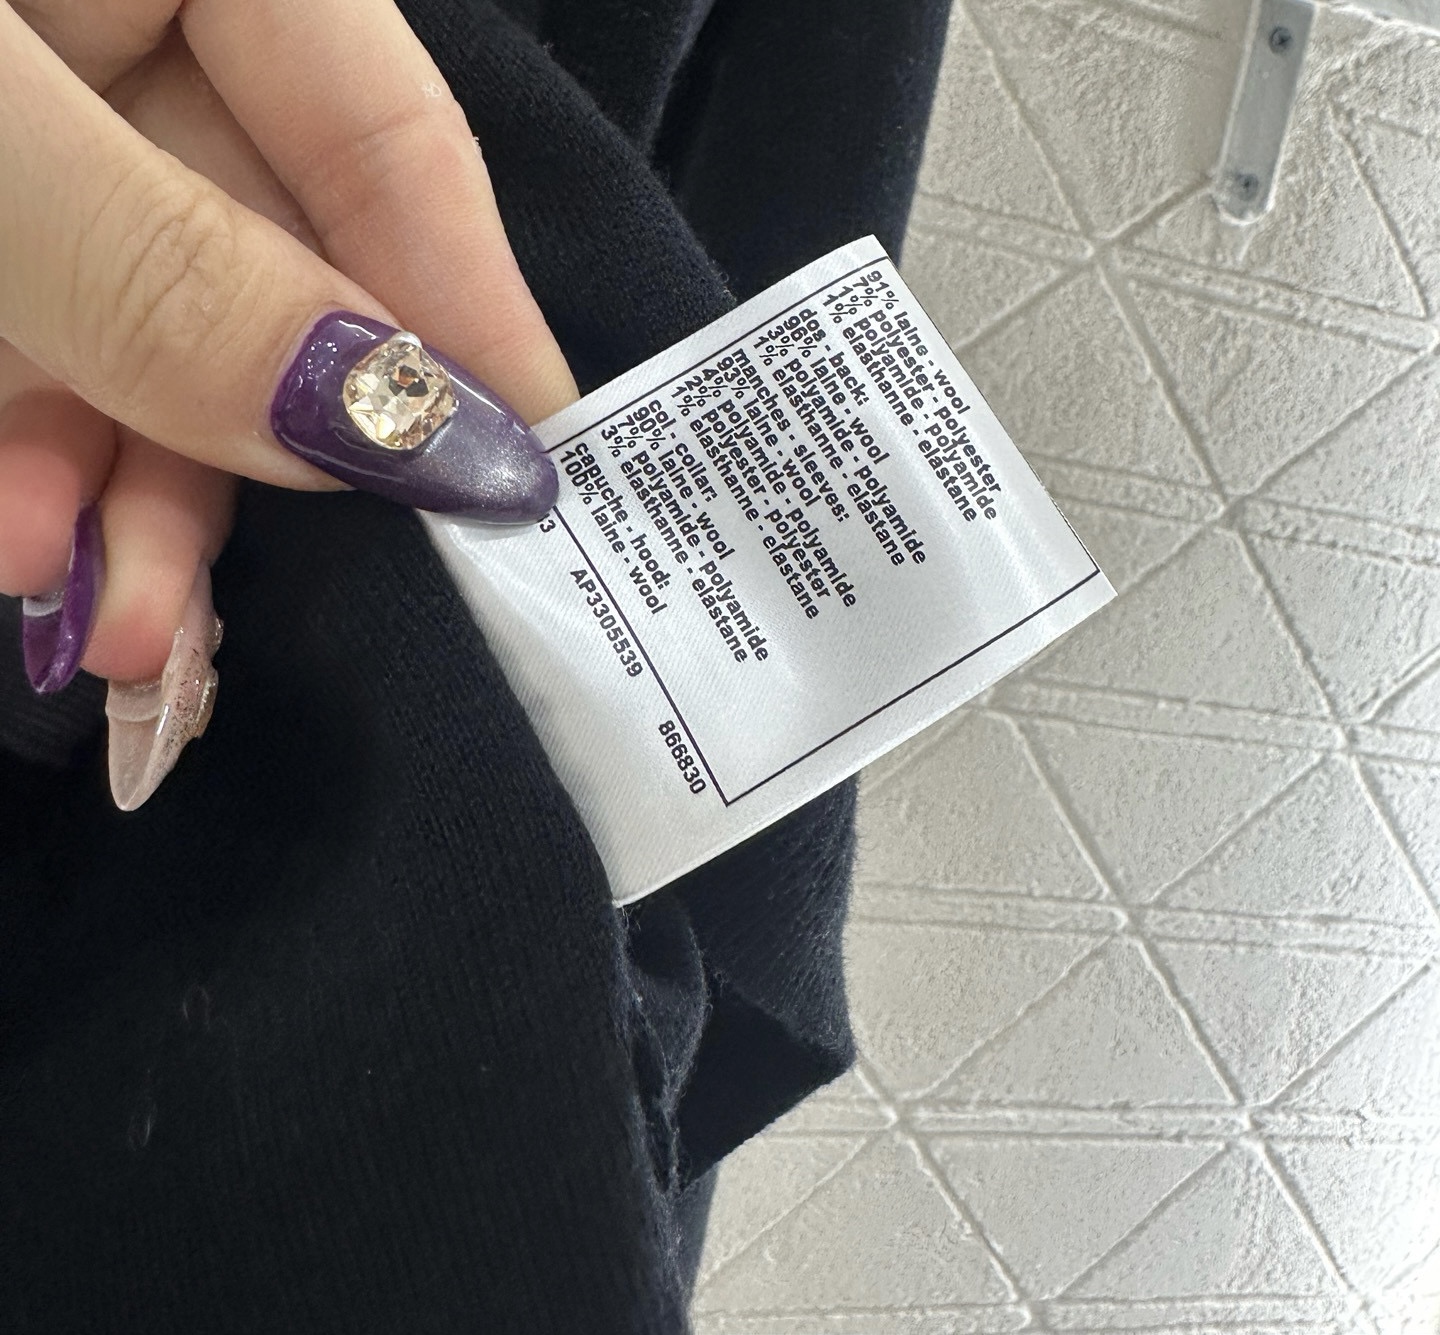 91% laine - wool
7% polyester - polyester
1% polyamide - polyamide
1% elasthanne - elastane
dos - back:
96% laine - wool
3% polyamide - polyamide
1% elasthanne - elastane
manches - sleeves:
93% laine - wool
4% polyamide - polyamide
2% polyester - polyester
1% elasthanne - elastane
col - collar:
90% laine - wool
7% polyamide - polyamide
3% elasthanne - elastane
capuche - hood:
100% laine - wool
AP3305539 866830